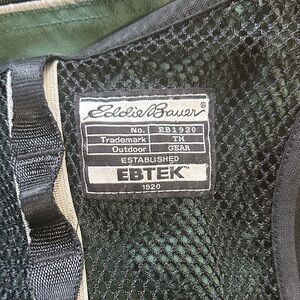 Eddie Bauer®
No. EB1920
Trademark TM
Outdoor GEAR
ESTABLISHED
EBTEK
1920